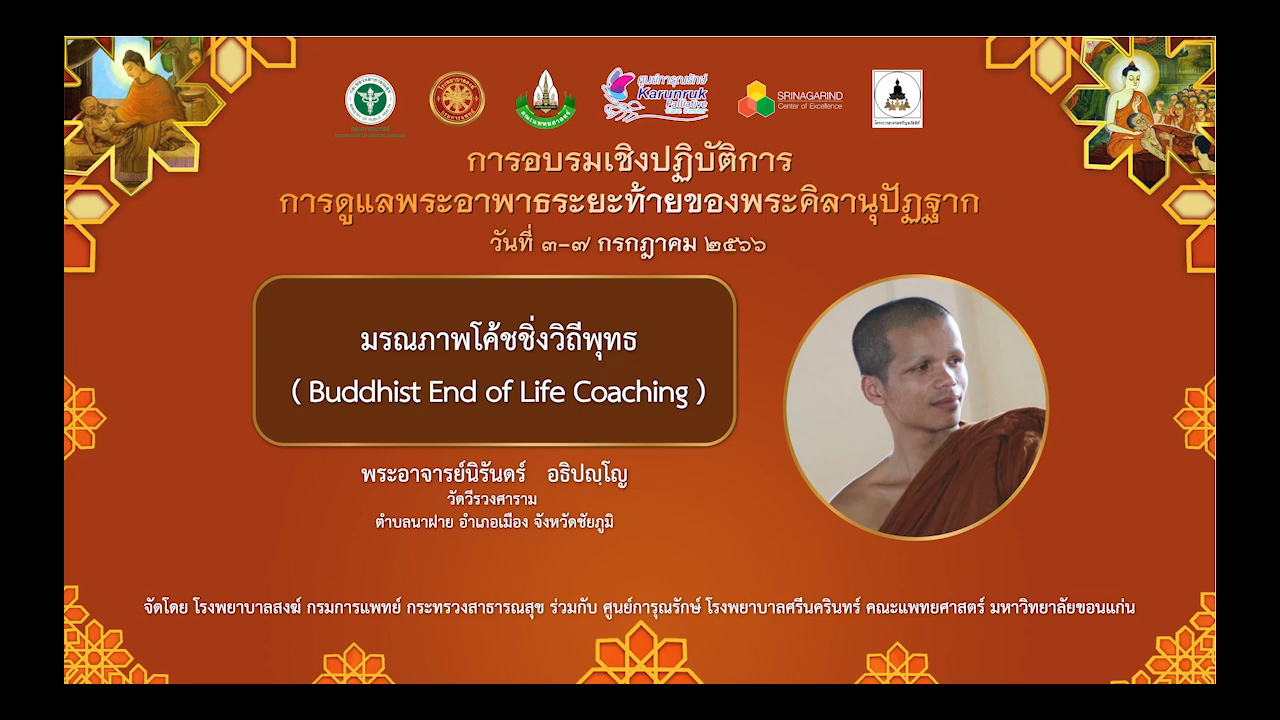 ศูนย์การุณรักษ์
Karunruk
Palliative
Care Center
SRINAGARIND
Center of Excellence
การอบรมเชิงปฏิบัติการ
การดูแลพระอาพาธระยะท้ายของพระคิลานุปัฏฐาก
วันที่ ๓-๗ กรกฎาคม ๒๕๖๖
มรณภาพโค้ชชิ่งวิถีพุทธ
( Buddhist End of Life Coaching )
พระอาจารย์นิรันดร์ อธิปญฺโญ
วัดวีรวงศาราม
ตำบลนาฝาย อำเภอเมือง จังหวัดชัยภูมิ
จัดโดย โรงพยาบาลสงฆ์ กรมการแพทย์ กระทรวงสาธารณสุข ร่วมกับ ศูนย์การุณรักษ์ โรงพยาบาลศรีนครินทร์ คณะแพทยศาสตร์ มหาวิทยาลัยขอนแก่น